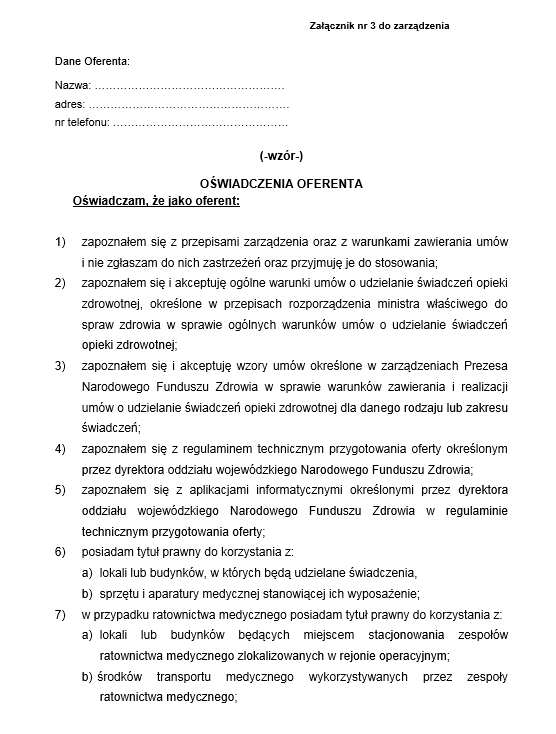 Załącznik nr 3 do zarządzenia
Dane Oferenta:
Nazwa: ……………………………………………
adres: ……………………………………………….
nr telefonu: …………………………………………
(-wzór-)
OŚWIADCZENIA OFERENTA
Oświadczam, że jako oferent:
1) zapoznałem się z przepisami zarządzenia oraz z warunkami zawierania umów
i nie zgłaszam do nich zastrzeżeń oraz przyjmuję je do stosowania;
2) zapoznałem się i akceptuję ogólne warunki umów o udzielanie świadczeń opieki
zdrowotnej, określone w przepisach rozporządzenia ministra właściwego do
spraw zdrowia w sprawie ogólnych warunków umów o udzielanie świadczeń
opieki zdrowotnej;
3) zapoznałem się i akceptuję wzory umów określone w zarządzeniach Prezesa
Narodowego Funduszu Zdrowia w sprawie warunków zawierania i realizacji
umów o udzielanie świadczeń opieki zdrowotnej dla danego rodzaju lub zakresu
świadczeń;
4) zapoznałem się z regulaminem technicznym przygotowania oferty określonym
przez dyrektora oddziału wojewódzkiego Narodowego Funduszu Zdrowia;
5) zapoznałem się z aplikacjami informatycznymi określonymi przez dyrektora
oddziału wojewódzkiego Narodowego Funduszu Zdrowia w regulaminie
technicznym przygotowania oferty;
6) posiadam tytuł prawny do korzystania z:
a) lokali lub budynków, w których będą udzielane świadczenia,
b) sprzętu i aparatury medycznej stanowiącej ich wyposażenie;
7) w przypadku ratownictwa medycznego posiadam tytuł prawny do korzystania z:
a) lokali lub budynków będących miejscem stacjonowania zespołów
ratownictwa medycznego zlokalizowanych w rejonie operacyjnym;
b) środków transportu medycznego wykorzystywanych przez zespoły
ratownictwa medycznego;